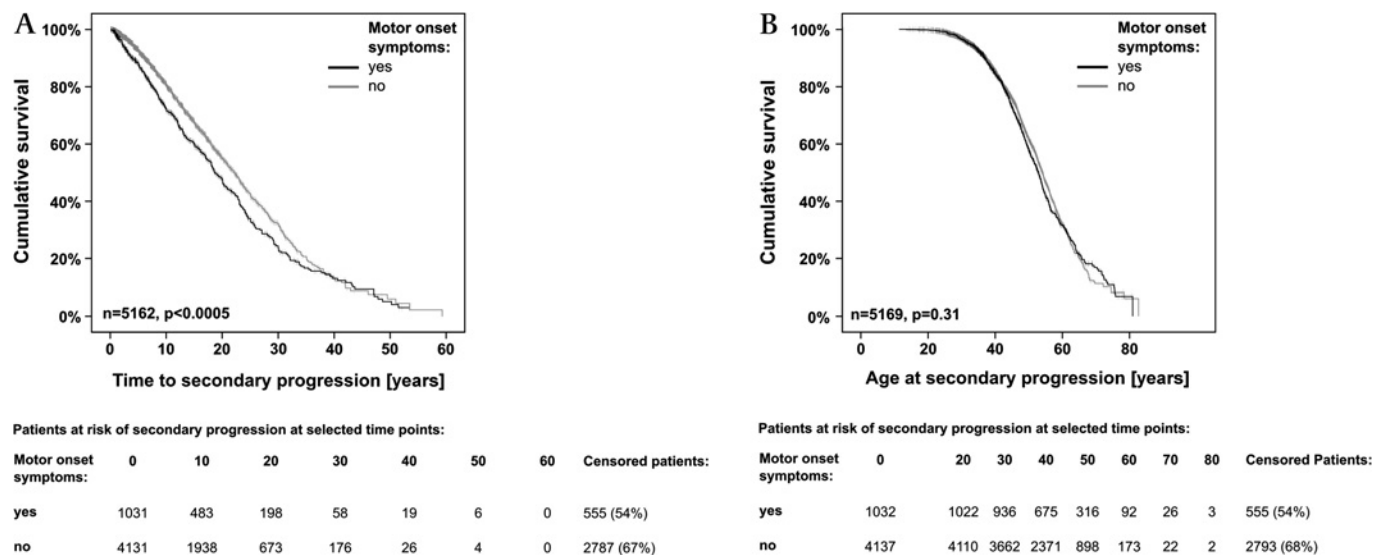 A
100%
80%
60%
40%
20%
0%
Cumulative survival
Motor onset
symptoms:
yes
no
n=5162, p<0.0005
0 10 20 30 40 50 60
Time to secondary progression [years]
Patients at risk of secondary progression at selected time points:
Motor onset symptoms: 0 10 20 30 40 50 60 Censored patients:
yes 1031 483 198 58 19 6 0 555 (54%)
no 4131 1938 673 176 26 4 0 2787 (67%)
B
100%
80%
60%
40%
20%
0%
Cumulative survival
Motor onset
symptoms:
yes
no
n=5169, p=0.31
0 20 40 60 80
Age at secondary progression [years]
Patients at risk of secondary progression at selected time points:
Motor onset symptoms: 0 20 30 40 50 60 70 80 Censored Patients:
yes 1032 1022 936 675 316 92 26 3 555 (54%)
no 4137 4110 3662 2371 898 173 22 2 2793 (68%)